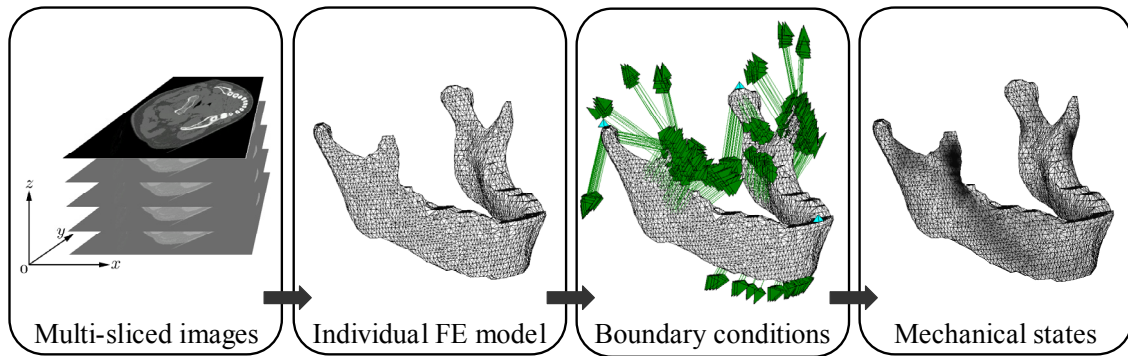 z
y
o
x
Multi-sliced images
Individual FE model
Boundary conditions
Mechanical states